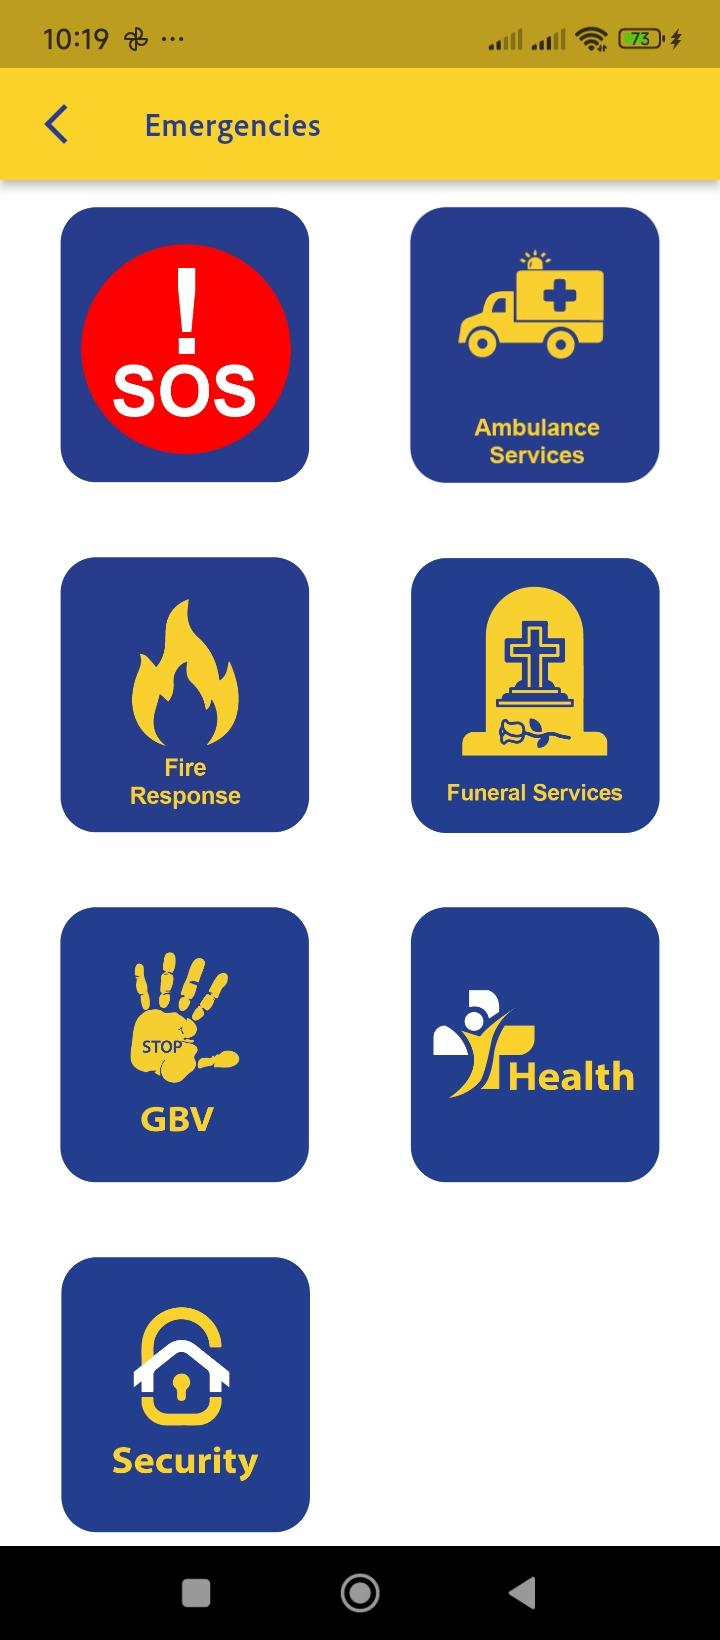 10:19
73
Emergencies
!
SOS
Ambulance
Services
Fire
Response
Funeral Services
STOP
GBV
Health
Security